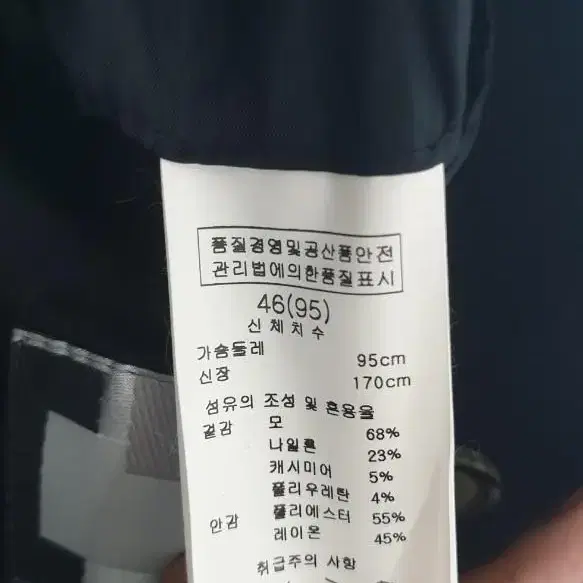 품질경영및공산품안전
관리법에의한품질표시
46(95)
신체치수
가슴둘레 95cm
신장 170cm
섬유의 조성 및 혼용율
겉감 모 68%
나일론 23%
캐시미어 5%
폴리우레탄 4%
안감 폴리에스터 55%
레이온 45%
취급주의 사항